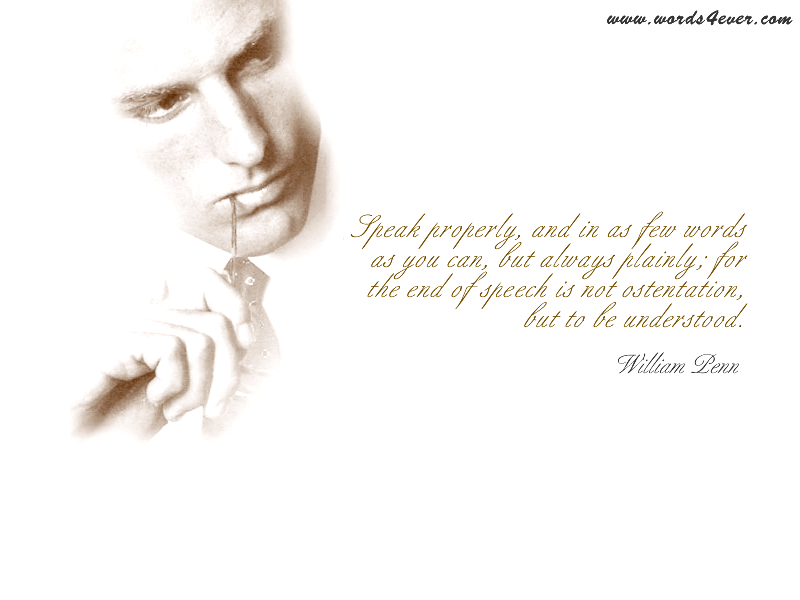 www.words4ever.com
Speak properly, and in as few words
as you can, but always plainly; for
the end of speech is not ostentation,
but to be understood.
William Penn